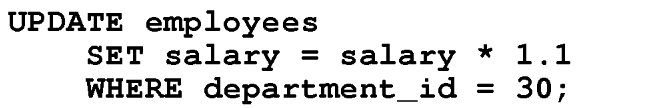 UPDATE employees
    SET salary = salary * 1.1
    WHERE department_id = 30;